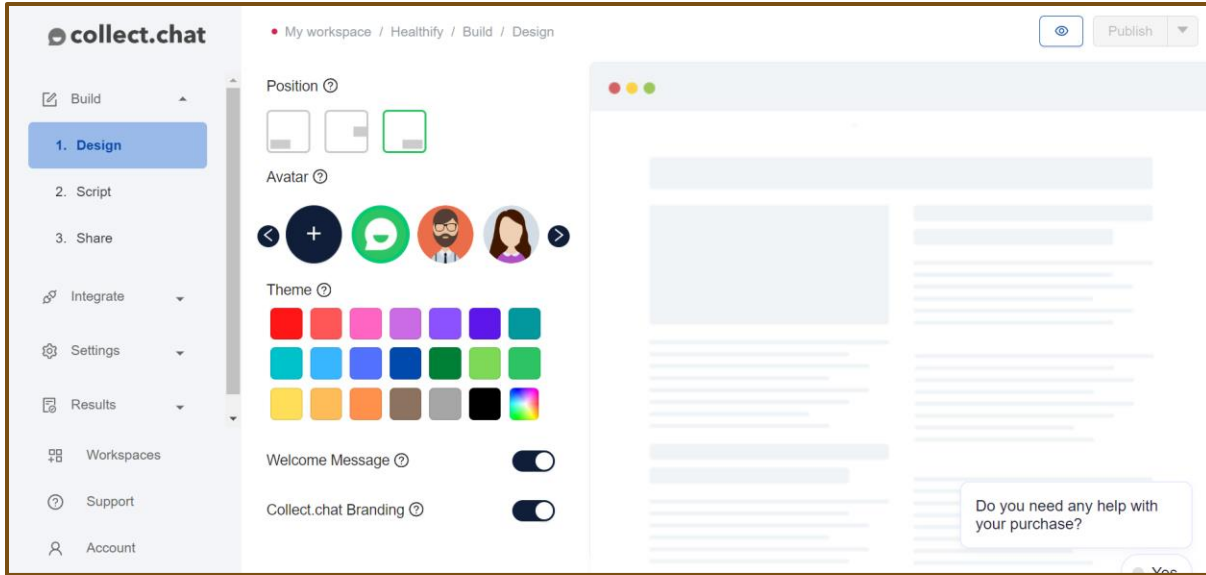 collect.chat
My workspace / Healthify / Build / Design
Publish
Build
1. Design
2. Script
3. Share
Integrate
Settings
Results
Workspaces
Support
Account
Position
Avatar
Theme
Welcome Message
Collect.chat Branding
Do you need any help with
your purchase?
Yes